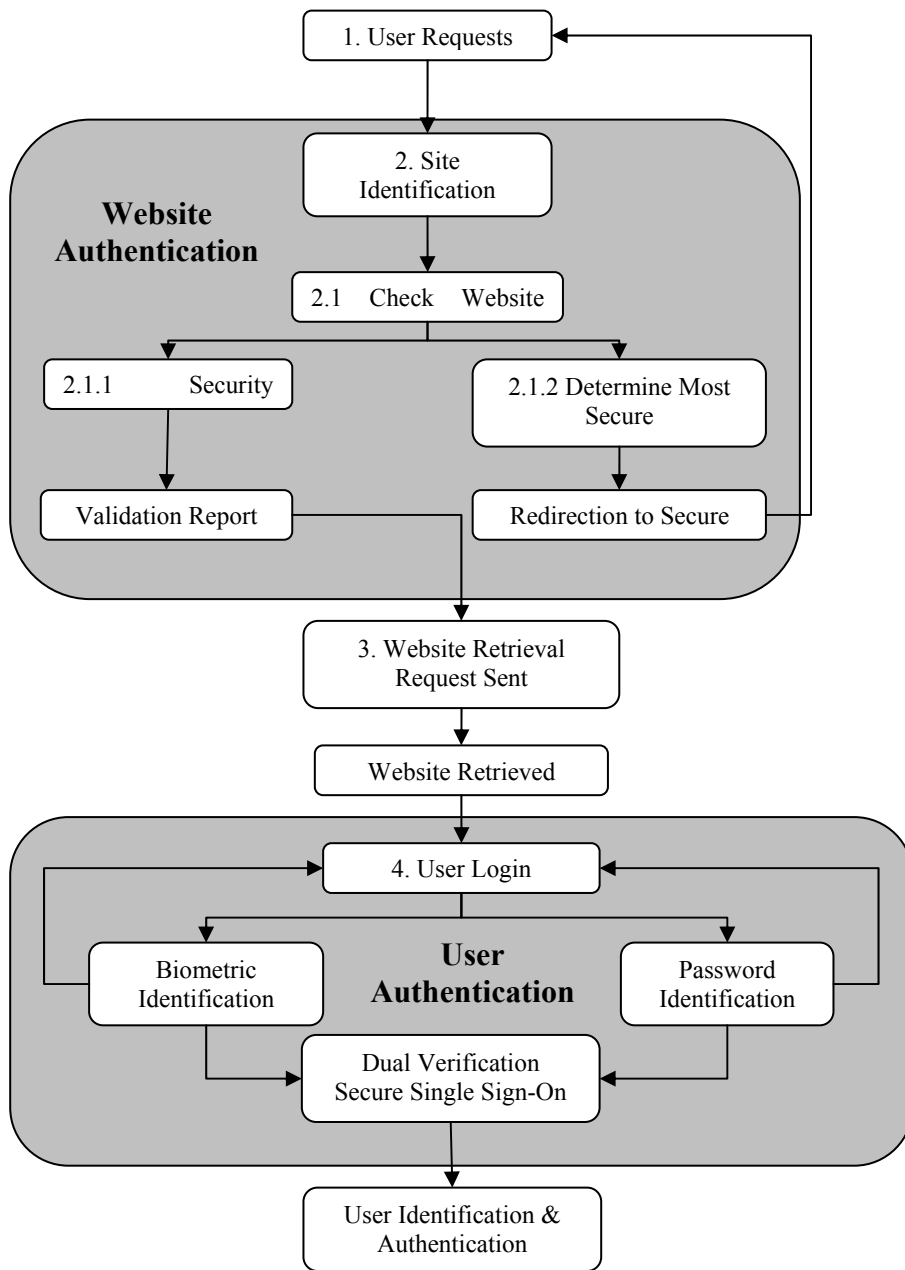 1. User Requests
2. Site
Identification
Website
Authentication
2.1 Check Website
2.1.1 Security
2.1.2 Determine Most
Secure
Validation Report
Redirection to Secure
3. Website Retrieval
Request Sent
Website Retrieved
4. User Login
Biometric
Identification
User
Authentication
Password
Identification
Dual Verification
Secure Single Sign-On
User Identification &
Authentication